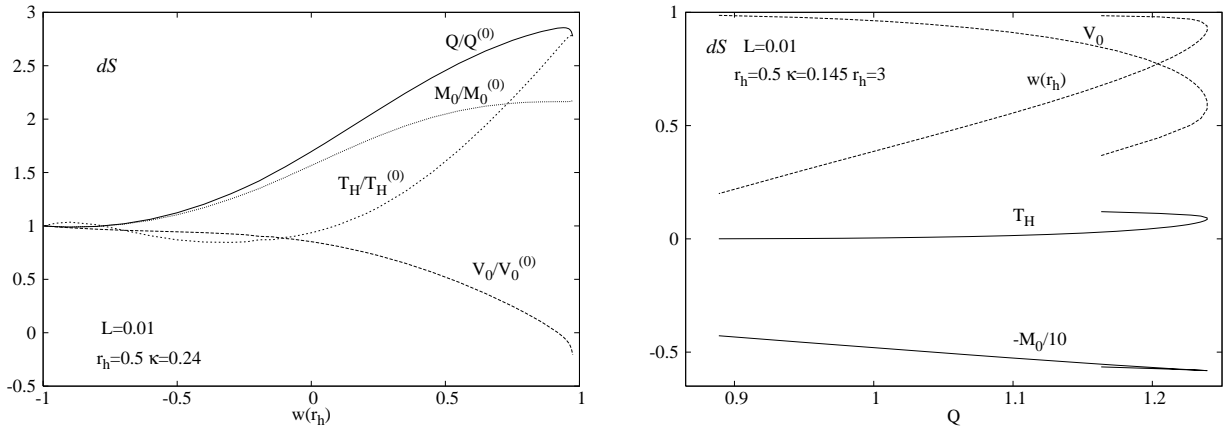 3
2.5
2
1.5
1
0.5
0
-0.5
-1
-0.5
0
0.5
1
w(r_h)
dS
Q/Q^(0)
M_0/M_0^(0)
T_H/T_H^(0)
V_0/V_0^(0)
L=0.01
r_h=0.5 κ=0.24
1
0.5
0
-0.5
0.9
1
1.1
1.2
Q
dS L=0.01
r_h=0.5 κ=0.145 r_h=3
V_0
w(r_h)
T_H
-M_0/10